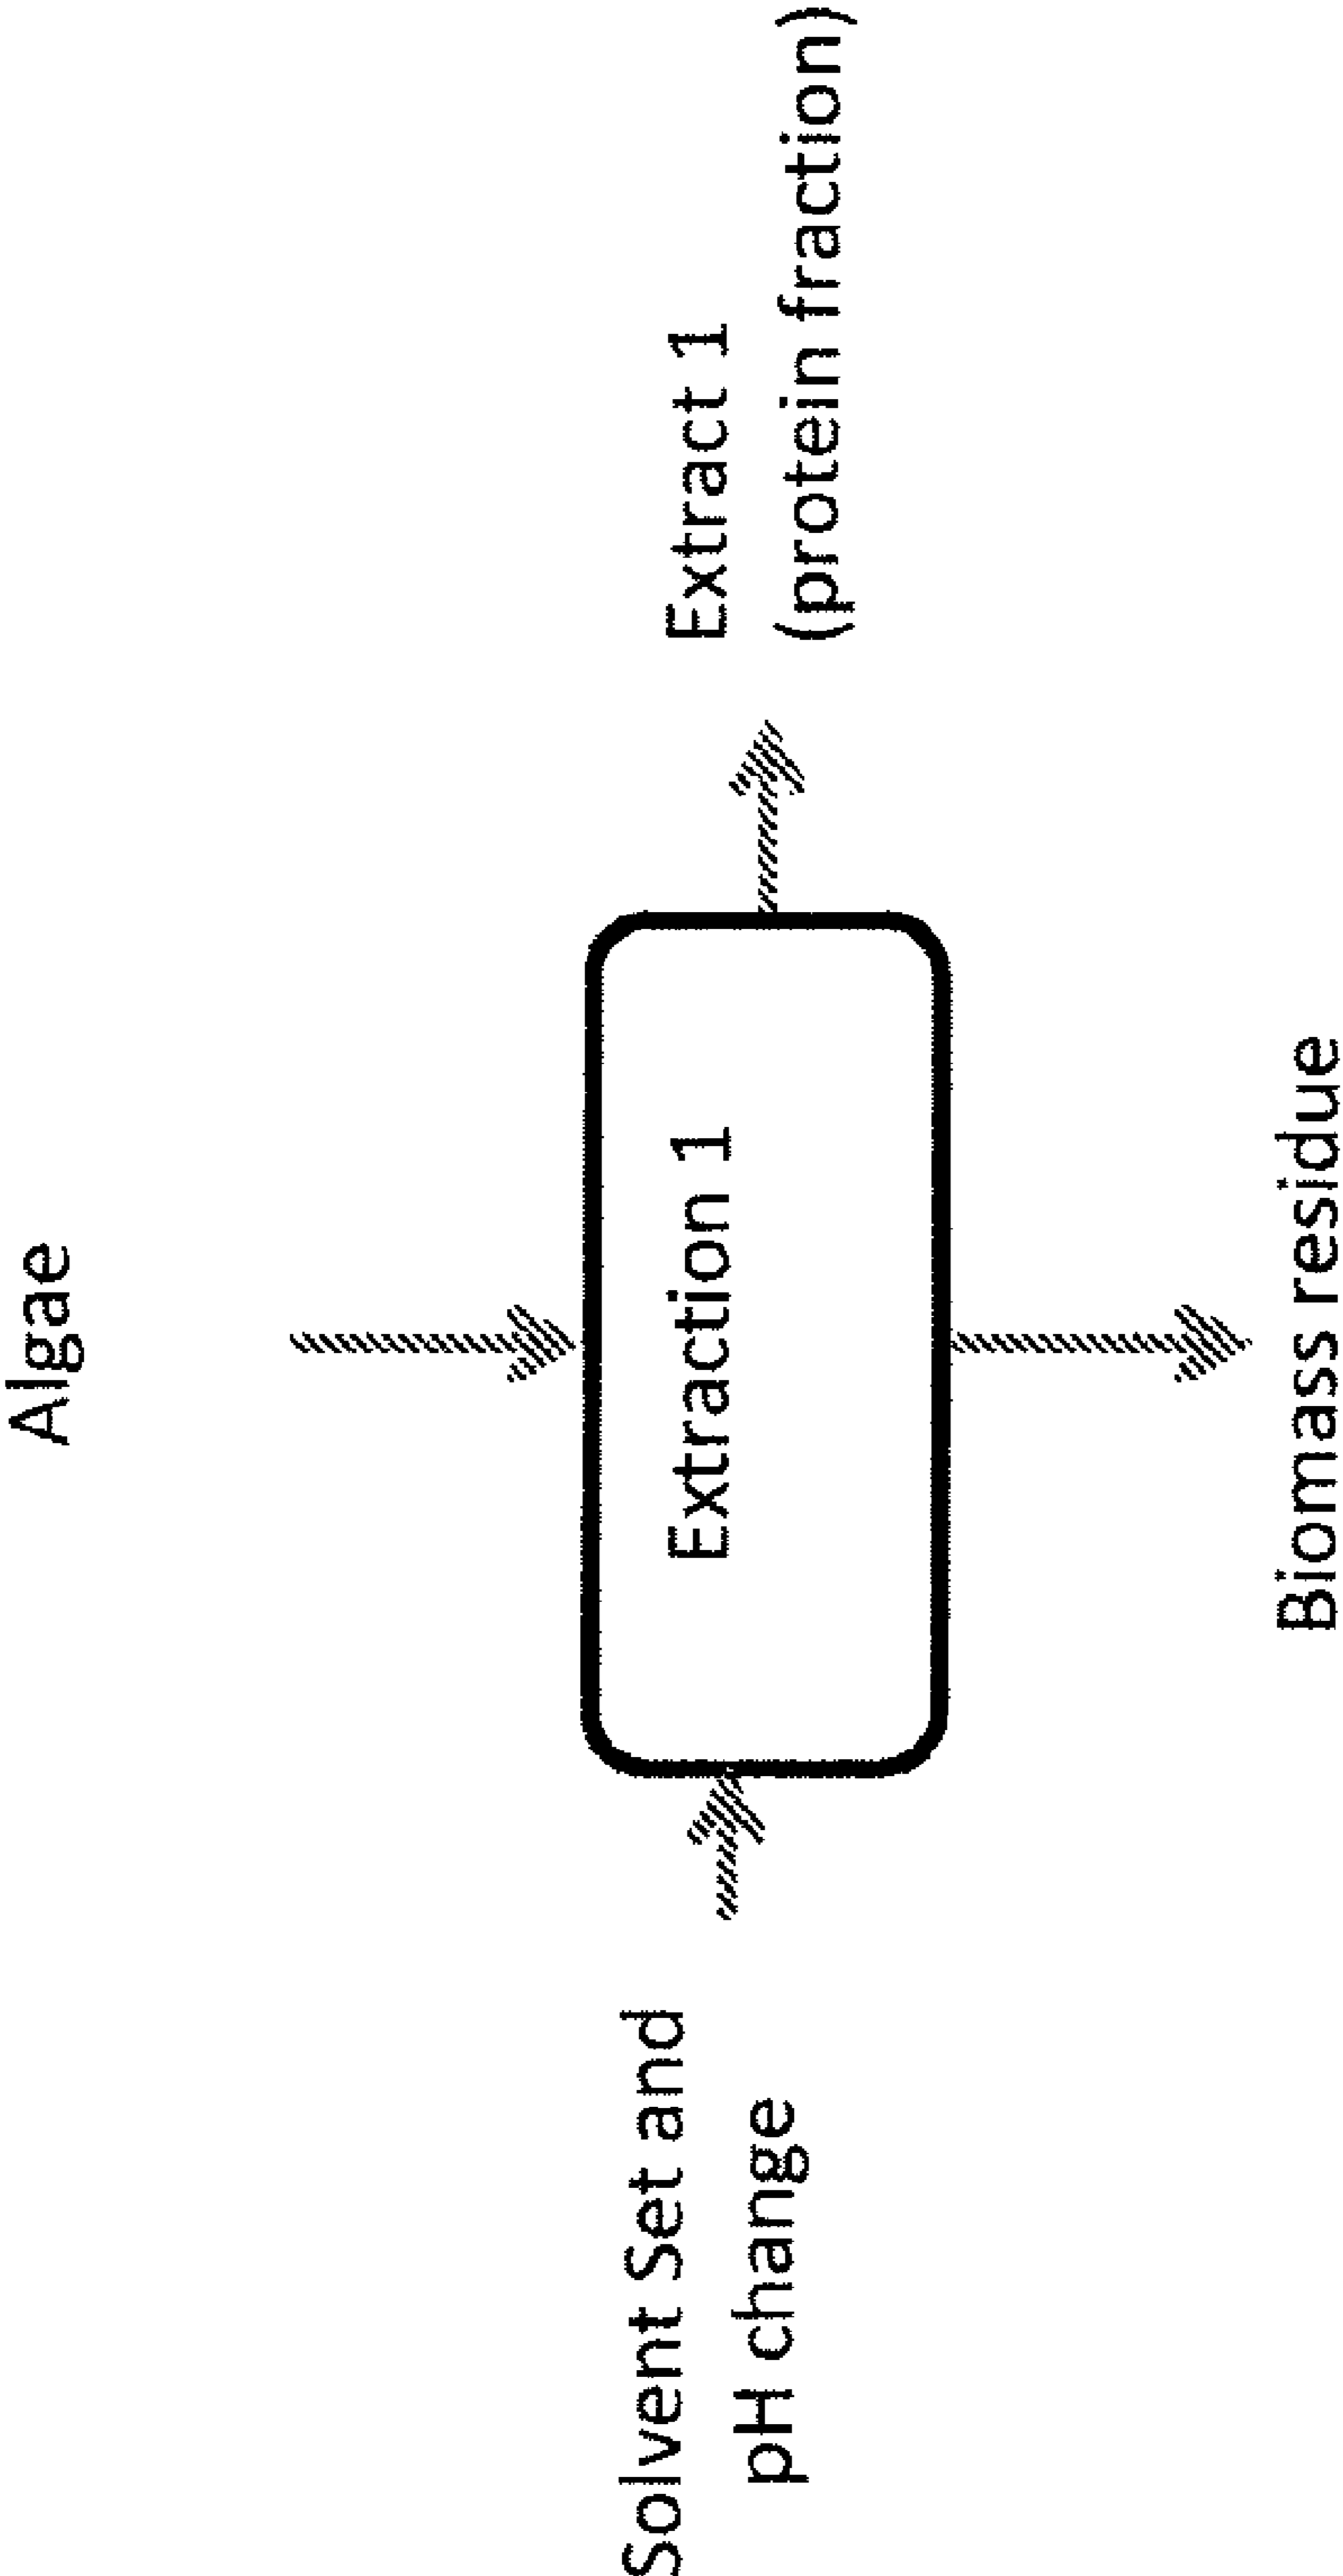 Algae
Solvent Set and
pH change
Extraction 1
Extract 1
(protein fraction)
Biomass residue